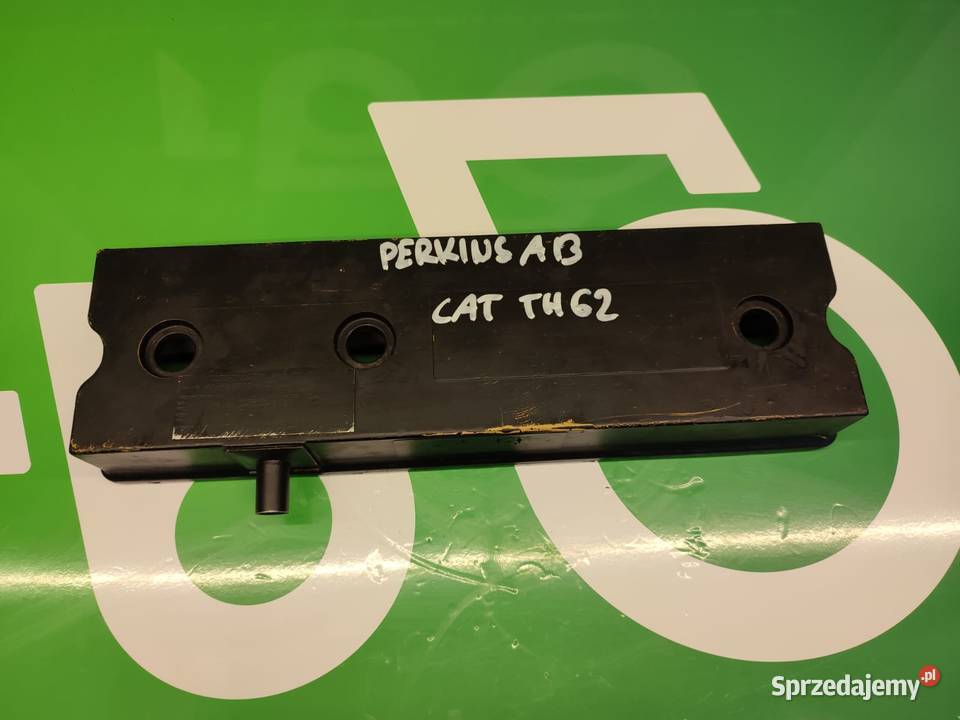 PERKINS AB
CAT TH62
Sprzedajemy.pl